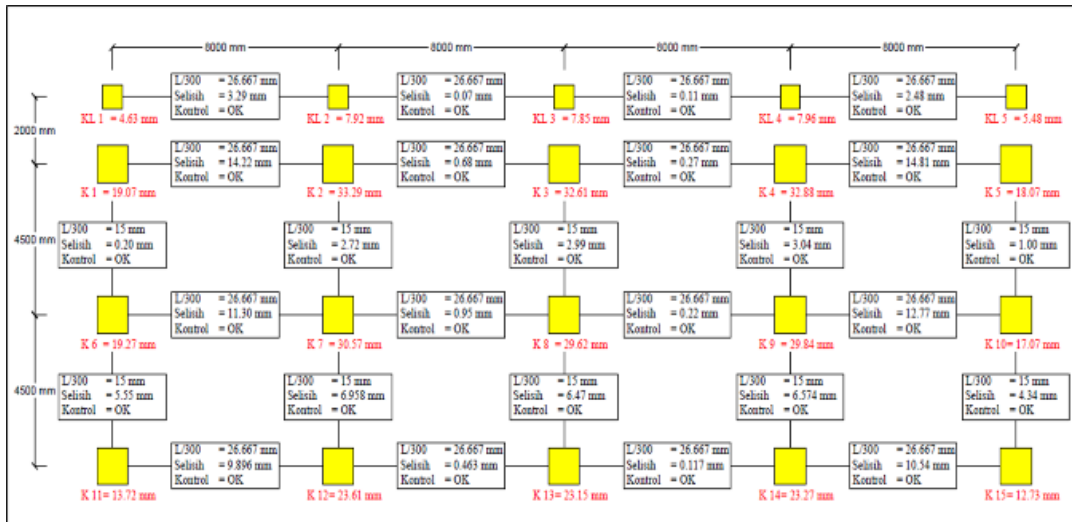 8000 mm 8000 mm 8000 mm 8000 mm
L/300 = 26.667 mm
Selisih = 3.29 mm
Kontrol = OK
L/300 = 26.667 mm
Selisih = 0.07 mm
Kontrol = OK
L/300 = 26.667 mm
Selisih = 0.11 mm
Kontrol = OK
L/300 = 26.667 mm
Selisih = 2.48 mm
Kontrol = OK
KL 1 = 4.63 mm
KL 2 = 7.92 mm
KL 3 = 7.85 mm
KL 4 = 7.96 mm
KL 5 = 5.48 mm
2000 mm
L/300 = 26.667 mm
Selisih = 14.22 mm
Kontrol = OK
L/300 = 26.667 mm
Selisih = 0.68 mm
Kontrol = OK
L/300 = 26.667 mm
Selisih = 0.27 mm
Kontrol = OK
L/300 = 26.667 mm
Selisih = 14.81 mm
Kontrol = OK
K 1 = 19.07 mm
K 2 = 33.29 mm
K 3 = 32.61 mm
K 4 = 32.88 mm
K 5 = 18.07 mm
4500 mm
L/300 = 15 mm
Selisih = 0.20 mm
Kontrol = OK
L/300 = 15 mm
Selisih = 2.72 mm
Kontrol = OK
L/300 = 15 mm
Selisih = 2.99 mm
Kontrol = OK
L/300 = 15 mm
Selisih = 3.04 mm
Kontrol = OK
L/300 = 15 mm
Selisih = 1.00 mm
Kontrol = OK
L/300 = 26.667 mm
Selisih = 11.30 mm
Kontrol = OK
L/300 = 26.667 mm
Selisih = 0.95 mm
Kontrol = OK
L/300 = 26.667 mm
Selisih = 0.22 mm
Kontrol = OK
L/300 = 26.667 mm
Selisih = 12.77 mm
Kontrol = OK
K 6 = 19.27 mm
K 7 = 30.57 mm
K 8 = 29.62 mm
K 9 = 29.84 mm
K 10= 17.07 mm
4500 mm
L/300 = 15 mm
Selisih = 5.55 mm
Kontrol = OK
L/300 = 15 mm
Selisih = 6.958 mm
Kontrol = OK
L/300 = 15 mm
Selisih = 6.47 mm
Kontrol = OK
L/300 = 15 mm
Selisih = 6.574 mm
Kontrol = OK
L/300 = 15 mm
Selisih = 4.34 mm
Kontrol = OK
L/300 = 26.667 mm
Selisih = 9.896 mm
Kontrol = OK
L/300 = 26.667 mm
Selisih = 0.463 mm
Kontrol = OK
L/300 = 26.667 mm
Selisih = 0.117 mm
Kontrol = OK
L/300 = 26.667 mm
Selisih = 10.54 mm
Kontrol = OK
K 11= 13.72 mm
K 12= 23.61 mm
K 13= 23.15 mm
K 14= 23.27 mm
K 15= 12.73 mm